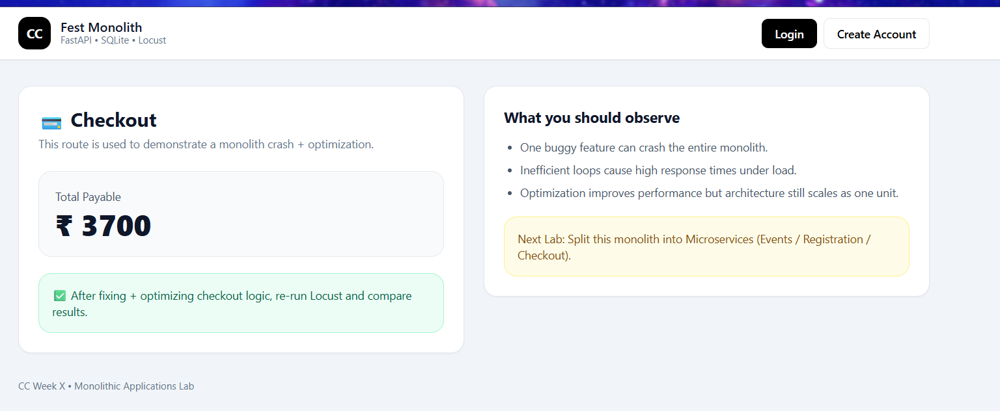 CC
Fest Monolith
FastAPI • SQLite • Locust
Login
Create Account
Checkout
This route is used to demonstrate a monolith crash + optimization.
Total Payable
₹ 3700
After fixing + optimizing checkout logic, re-run Locust and compare
results.
What you should observe
• One buggy feature can crash the entire monolith.
• Inefficient loops cause high response times under load.
• Optimization improves performance but architecture still scales as one unit.
Next Lab: Split this monolith into Microservices (Events / Registration /
Checkout).
CC Week X • Monolithic Applications Lab